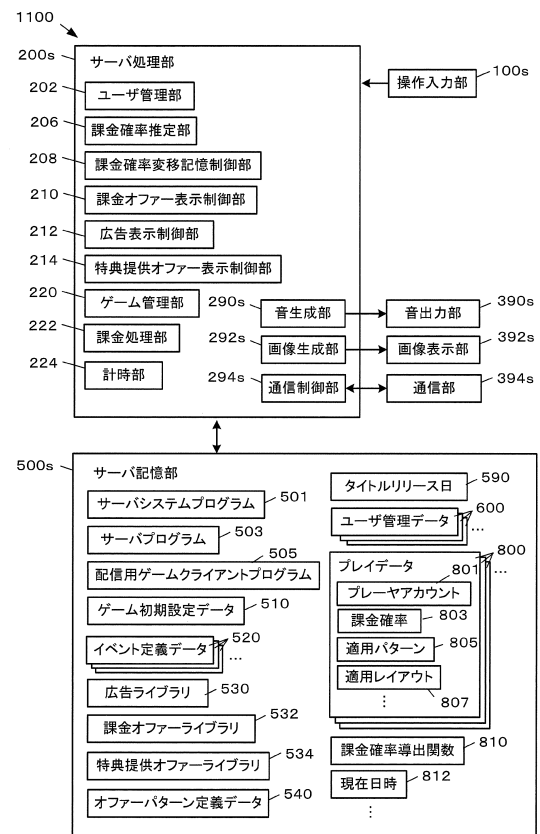 1100
200s
サーバ処理部
100s
操作入力部
202
ユーザ管理部
206
課金確率推定部
208
課金確率変移記憶制御部
210
課金オファー表示制御部
212
広告表示制御部
214
特典提供オファー表示制御部
220
ゲーム管理部
290s
音生成部
音出力部
390s
222
課金処理部
292s
画像生成部
画像表示部
392s
224
計時部
294s
通信制御部
通信部
394s
500s
サーバ記憶部
サーバシステムプログラム
501
サーバプログラム
503
505
配信用ゲームクライアントプログラム
ゲーム初期設定データ
510
イベント定義データ
520
…
広告ライブラリ
530
課金オファーライブラリ
532
特典提供オファーライブラリ
534
オファーパターン定義データ
540
タイトルリリース日
590
ユーザ管理データ
600
…
プレイデータ
800
…
801
プレーヤアカウント
課金確率
803
適用パターン
805
適用レイアウト
807
⋮
課金確率導出関数
810
現在日時
812
⋮